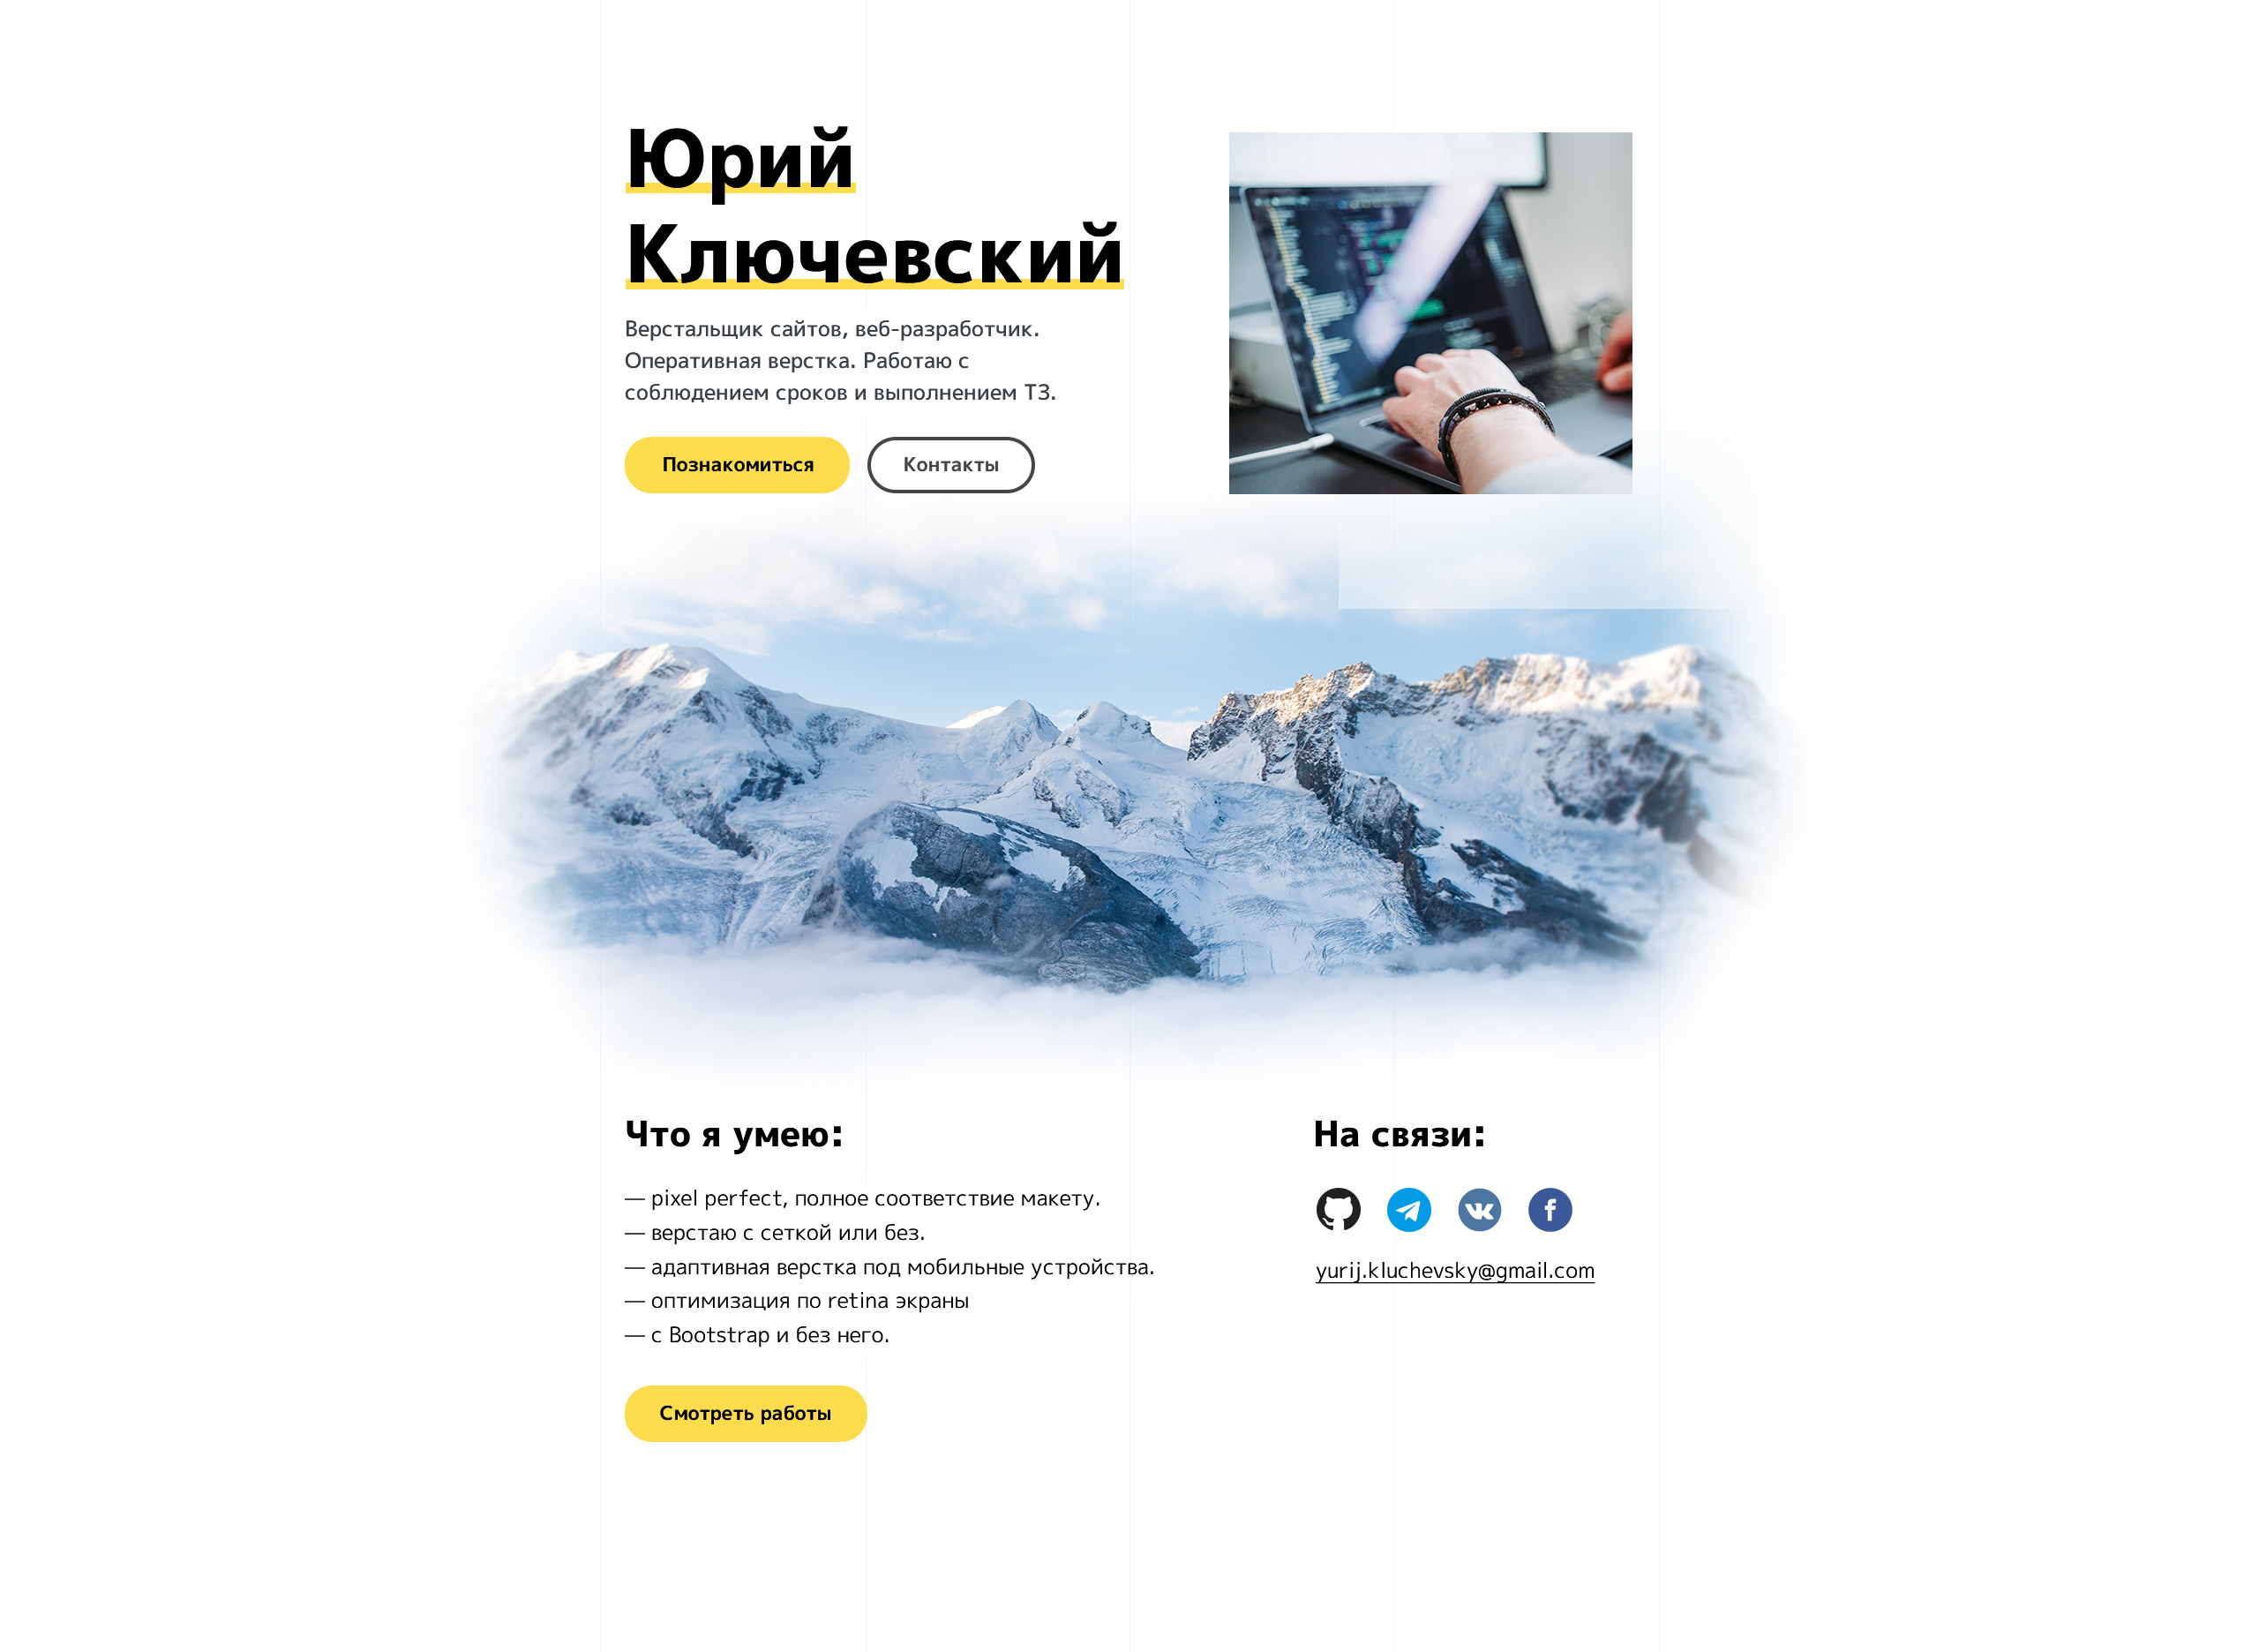 Юрий
Ключевский
Верстальщик сайтов, веб-разработчик.
Оперативная верстка. Работаю с
соблюдением сроков и выполнением ТЗ.
Познакомиться
Контакты
Что я умею:
— pixel perfect, полное соответствие макету.
— верстаю с сеткой или без.
— адаптивная верстка под мобильные устройства.
— оптимизация по retina экраны
— с Bootstrap и без него.
Смотреть работы
На связи:
yurij.kluchevsky@gmail.com